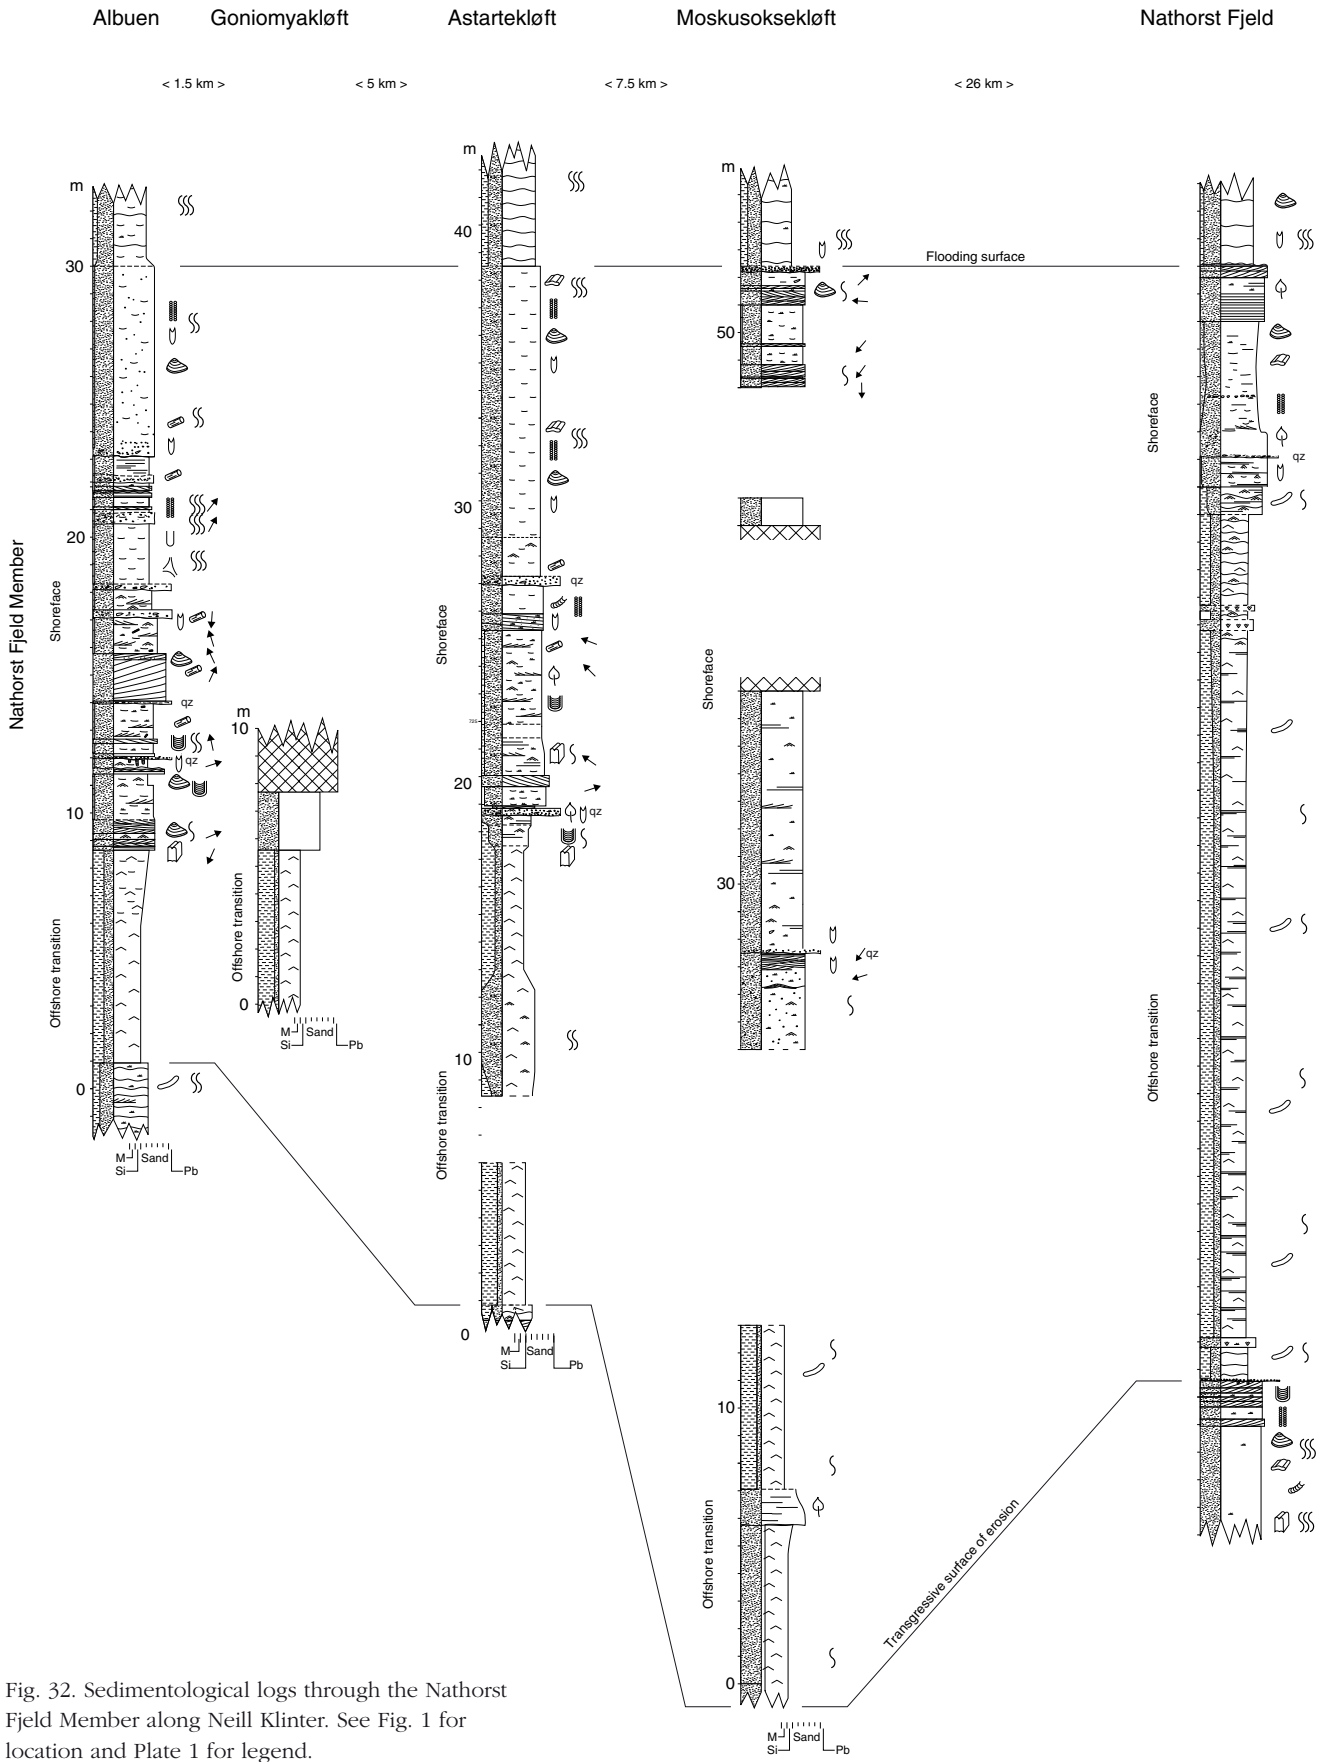 Albuen
Goniomyakløft
Astartekløft
Moskusoksekløft
Nathorst Fjeld
< 1.5 km >
< 5 km >
< 7.5 km >
< 26 km >
Nathorst Fjeld Member
m
30
20
10
0
Shoreface
Offshore transition
qz
qz
M
Si
Sand
Pb
m
10
0
Offshore transition
M
Si
Sand
Pb
m
40
30
20
10
0
Shoreface
Offshore transition
qz
qz
M
Si
Sand
Pb
m
50
30
10
0
Shoreface
Offshore transition
qz
M
Si
Sand
Pb
Flooding surface
Transgressive surface of erosion
Shoreface
Offshore transition
qz
Fig. 32. Sedimentological logs through the Nathorst
Fjeld Member along Neill Klinter. See Fig. 1 for
location and Plate 1 for legend.